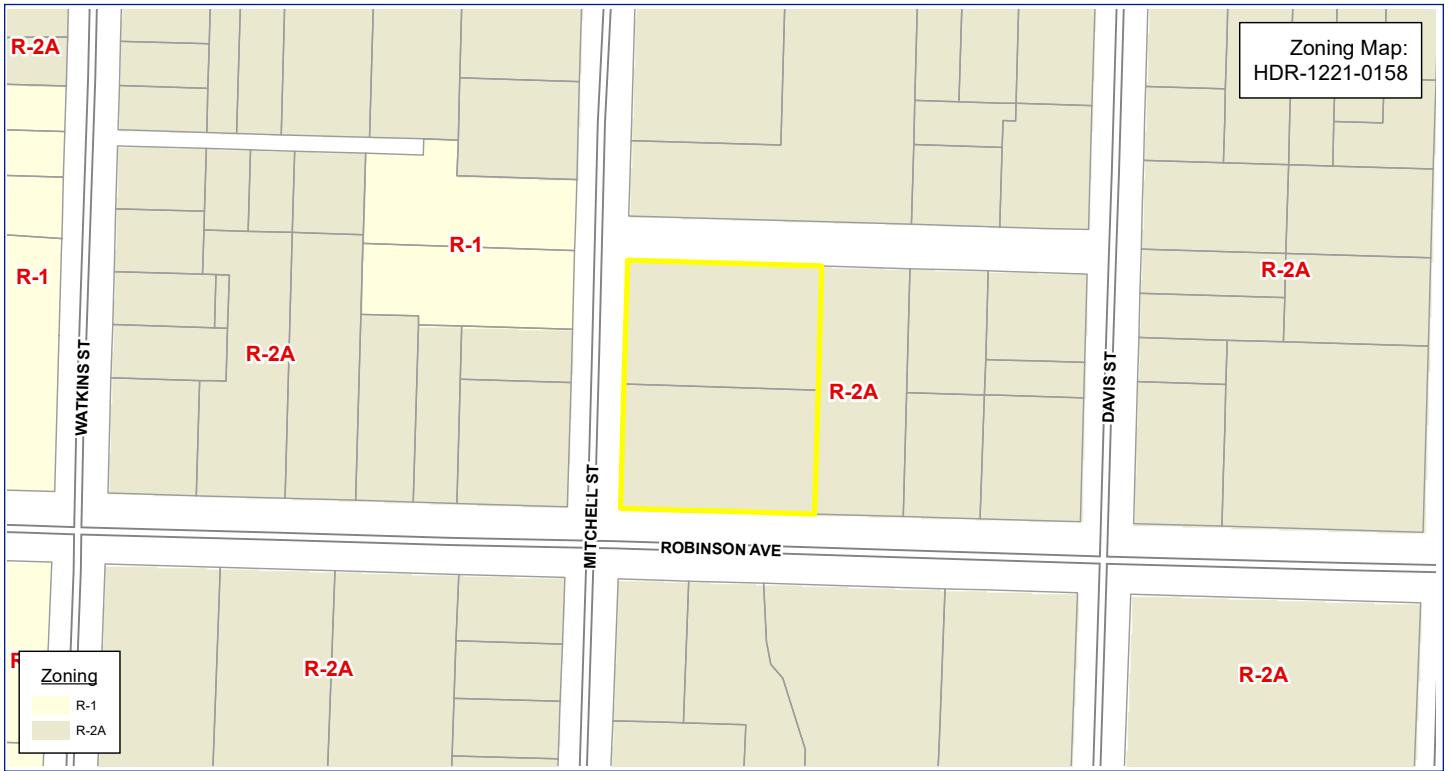 R-2A
Zoning Map:
HDR-1221-0158
R-1
R-2A
R-1
R-2A
R-2A
WATKINS ST
MITCHELL ST
DAVIS ST
ROBINSON AVE
R-2A
R-2A
Zoning
R-1
R-2A